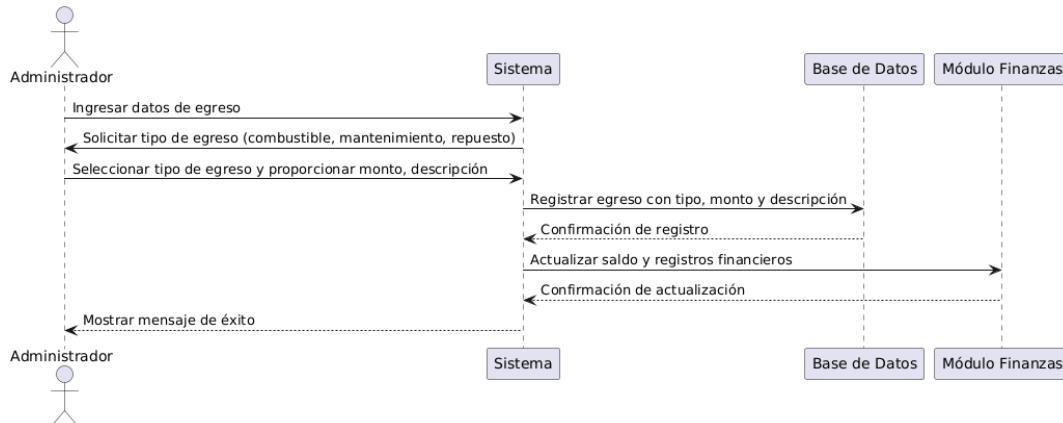 Administrador
Sistema
Base de Datos
Módulo Finanzas
Ingresar datos de egreso
Solicitar tipo de egreso (combustible, mantenimiento, repuesto)
Seleccionar tipo de egreso y proporcionar monto, descripción
Registrar egreso con tipo, monto y descripción
Confirmación de registro
Actualizar saldo y registros financieros
Confirmación de actualización
Mostrar mensaje de éxito
Administrador
Sistema
Base de Datos
Módulo Finanzas